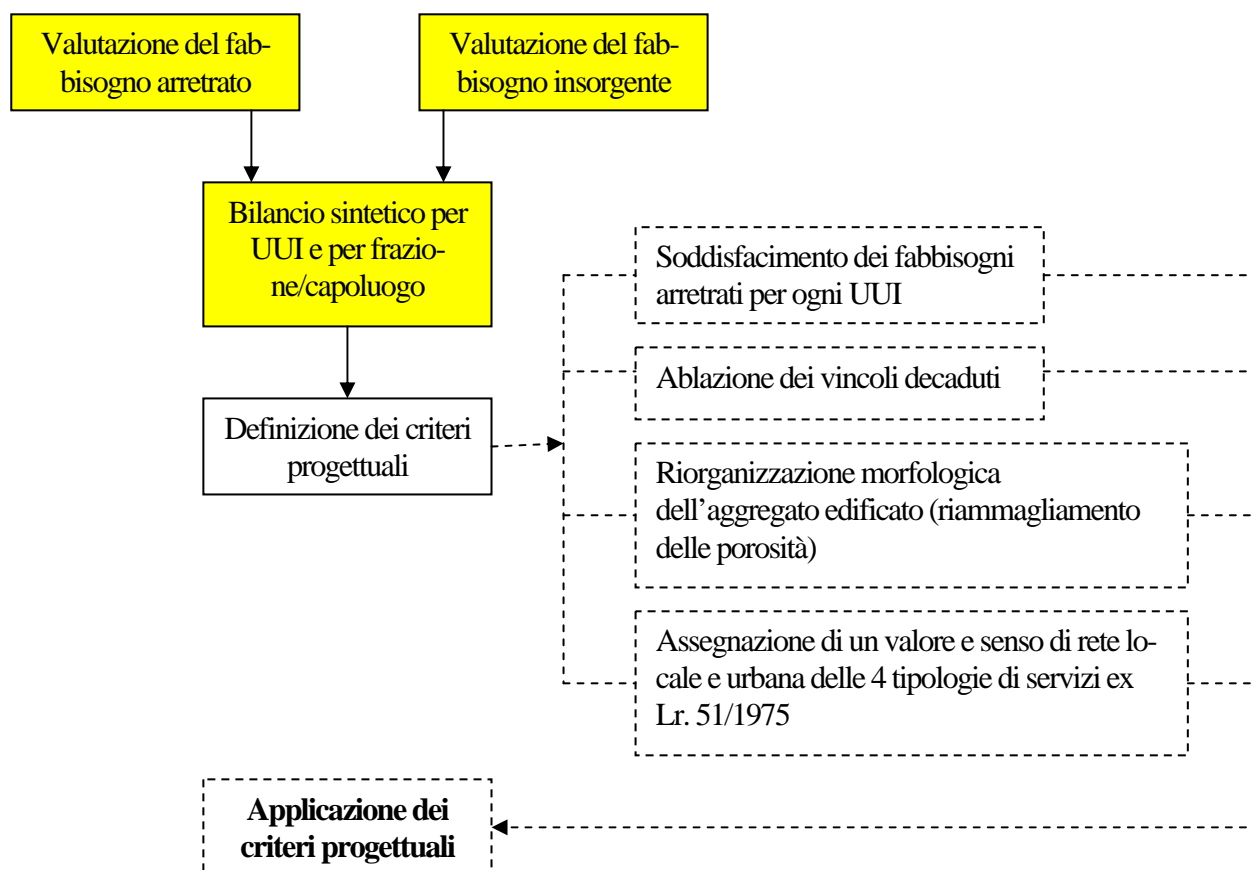 Valutazione del fab-
bisogno arretrato
Valutazione del fab-
bisogno insorgente
Bilancio sintetico per
UUI e per frazio-
ne/capoluogo
Definizione dei criteri
progettuali
Soddisfacimento dei fabbisogni
arretrati per ogni UUI
Ablazione dei vincoli decaduti
Riorganizzazione morfologica
dell’aggregato edificato (riammagliamento
delle porosità)
Assegnazione di un valore e senso di rete lo-
cale e urbana delle 4 tipologie di servizi ex
Lr. 51/1975
Applicazione dei
criteri progettuali